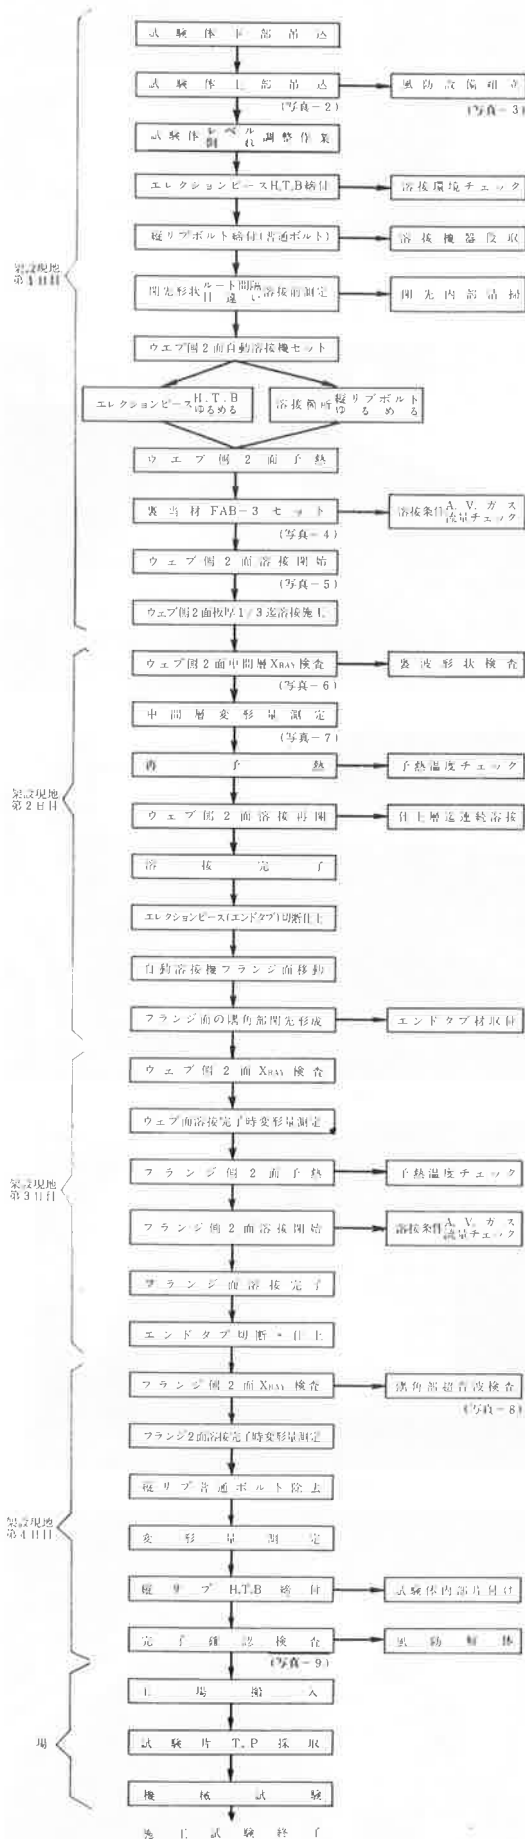 試験体下部吊込
試験体上部吊込
風防設備組立
(写真-2)
(写真-3)
試験体レベル調整作業
エレクションピースH.T.B締付
溶接環境チェック
縦リブボルト締付(普通ボルト)
溶接機器段取
架設現地
第1日目
開先形状ルート間隔目違い溶接前測定
開先内部清掃
ウェブ側2面自動溶接機セット
エレクションピースH.T.Bゆるめる
溶接箇所縦リブボルトゆるめる
ウエブ側2面予熱
裏当材FAB-3セット
溶接条件A.V.ガス流量チェック
(写真-4)
ウェブ側2面溶接開始
(写真-5)
ウェブ側2面板厚1/3迄溶接施工
ウェブ側2面中間層XRAY検査
裏波形状検査
(写真-6)
中間層変形量測定
(写真-7)
再予熱
予熱温度チェック
架設現地
第2日目
ウェブ側2面溶接再開
仕上層迄連続溶接
溶接完了
エレクションピース(エンドタブ)切断仕上
自動溶接機フランジ面移動
フランジ面の隅角部開先形成
エンドタブ材取付
ウェブ側2面XRAY検査
ウェブ面溶接完了時変形量測定
フランジ側2面予熱
予熱温度チェック
架設現地
第3日目
フランジ側2面溶接開始
溶接条件A.V.ガス流量チェック
フランジ面溶接完了
エンドタブ切断・仕上
フランジ側2面XRAY検査
隅角部超音波検査
(写真-8)
フランジ2面溶接完了時変形量測定
縦リブ普通ボルト除去
架設現地
第4日目
変形量測定
縦リブH.T.B締付
試験体内部片付け
完了確認検査
風防解体
(写真-9)
工場搬入
場
試験片T.P採取
機械試験
施工試験終了